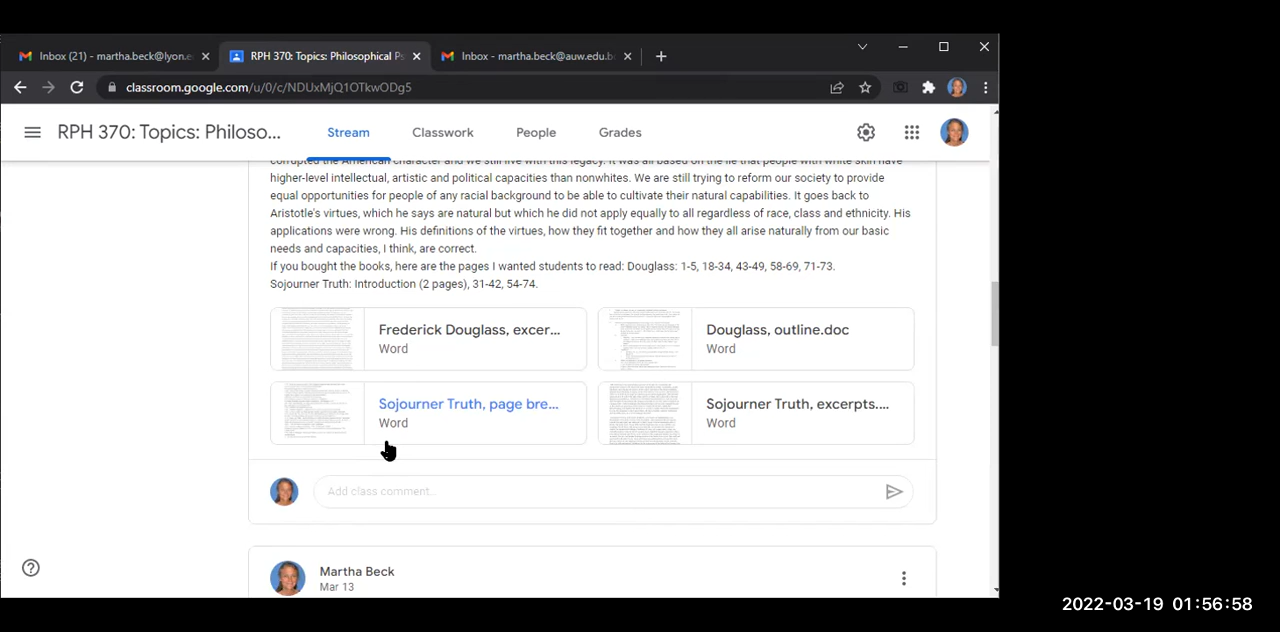 Inbox (21) - martha.beck@lyon.e
RPH 370: Topics: Philosophical P
Inbox - martha.beck@auw.edu.b
classroom.google.com/u/0/c/NDUxMjQ1OTkwODg5
RPH 370: Topics: Philoso...
Stream
Classwork
People
Grades
corrupted the American character and we still live with this legacy. It was all based on the lie that people with white skin have
higher-level intellectual, artistic and political capacities than nonwhites. We are still trying to reform our society to provide
equal opportunities for people of any racial background to be able to cultivate their natural capabilities. It goes back to
Aristotle's virtues, which he says are natural but which he did not apply equally to all regardless of race, class and ethnicity. His
applications were wrong. His definitions of the virtues, how they fit together and how they all arise naturally from our basic
needs and capacities, I think, are correct.
If you bought the books, here are the pages I wanted students to read: Douglass: 1-5, 18-34, 43-49, 58-69, 71-73.
Sojourner Truth: Introduction (2 pages), 31-42, 54-74.
Frederick Douglass, excer...
Word
Douglass, outline.doc
Word
Sojourner Truth, page bre...
Word
Sojourner Truth, excerpts....
Word
Add class comment...
Martha Beck
Mar 13
2022-03-19 01:56:58